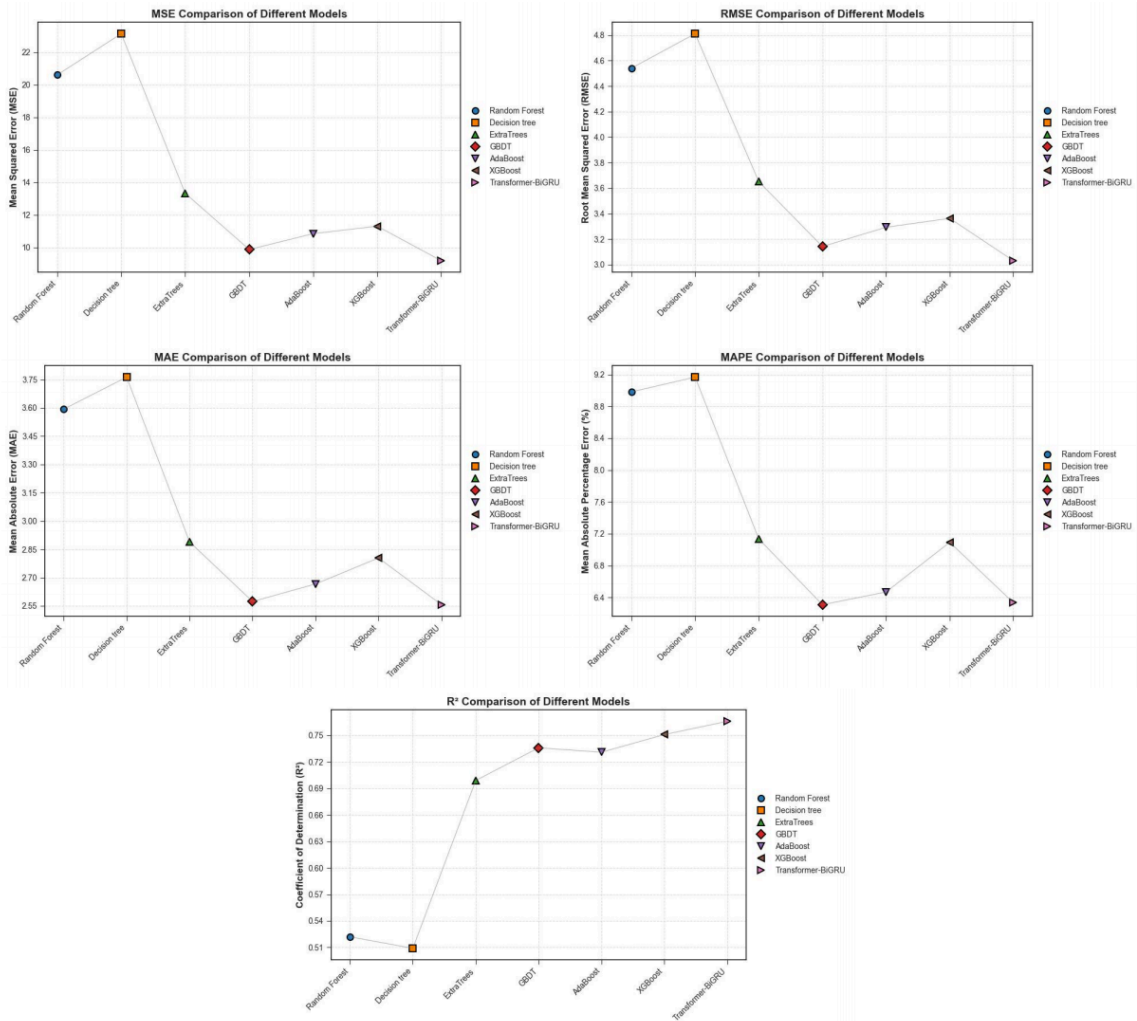 MSE Comparison of Different Models
Mean Squared Error (MSE)
22
20
18
16
14
12
10
Random Forest
Decision tree
ExtraTrees
GBDT
AdaBoost
XGBoost
Transformer-BiGRU
Random Forest
Decision tree
ExtraTrees
GBDT
AdaBoost
XGBoost
Transformer-BiGRU
RMSE Comparison of Different Models
Root Mean Squared Error (RMSE)
4.8
4.6
4.4
4.2
4.0
3.8
3.6
3.4
3.2
3.0
Random Forest
Decision tree
ExtraTrees
GBDT
AdaBoost
XGBoost
Transformer-BiGRU
Random Forest
Decision tree
ExtraTrees
GBDT
AdaBoost
XGBoost
Transformer-BiGRU
MAE Comparison of Different Models
Mean Absolute Error (MAE)
3.75
3.60
3.45
3.30
3.15
3.00
2.85
2.70
2.55
Random Forest
Decision tree
ExtraTrees
GBDT
AdaBoost
XGBoost
Transformer-BiGRU
Random Forest
Decision tree
ExtraTrees
GBDT
AdaBoost
XGBoost
Transformer-BiGRU
MAPE Comparison of Different Models
Mean Absolute Percentage Error (%)
9.2
8.8
8.4
8.0
7.6
7.2
6.8
6.4
Random Forest
Decision tree
ExtraTrees
GBDT
AdaBoost
XGBoost
Transformer-BiGRU
Random Forest
Decision tree
ExtraTrees
GBDT
AdaBoost
XGBoost
Transformer-BiGRU
R² Comparison of Different Models
Coefficient of Determination (R²)
0.75
0.72
0.69
0.66
0.63
0.60
0.57
0.54
0.51
Random Forest
Decision tree
ExtraTrees
GBDT
AdaBoost
XGBoost
Transformer-BiGRU
Random Forest
Decision tree
ExtraTrees
GBDT
AdaBoost
XGBoost
Transformer-BiGRU